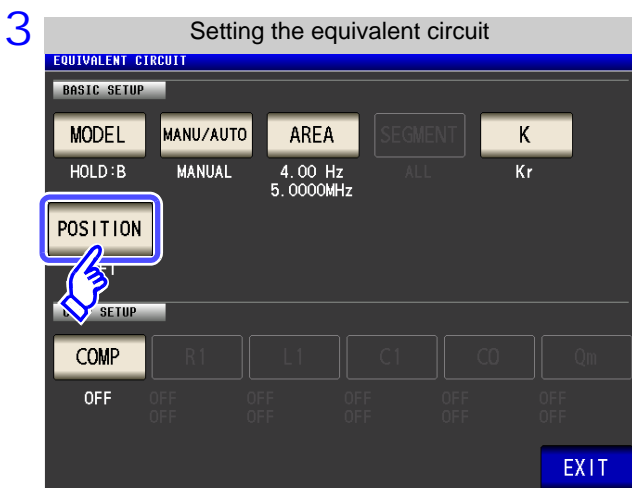 3
Setting the equivalent circuit
EQUIVALENT CIRCUIT
BASIC SETUP
MODEL MANU/AUTO AREA SEGMENT K
HOLD:B MANUAL 4.00 Hz ALL Kr
5.0000MHz
POSITION
SETUP
COMP R1 L1 C1 C0 Qm
OFF OFF OFF OFF OFF OFF
OFF OFF OFF OFF OFF
EXIT